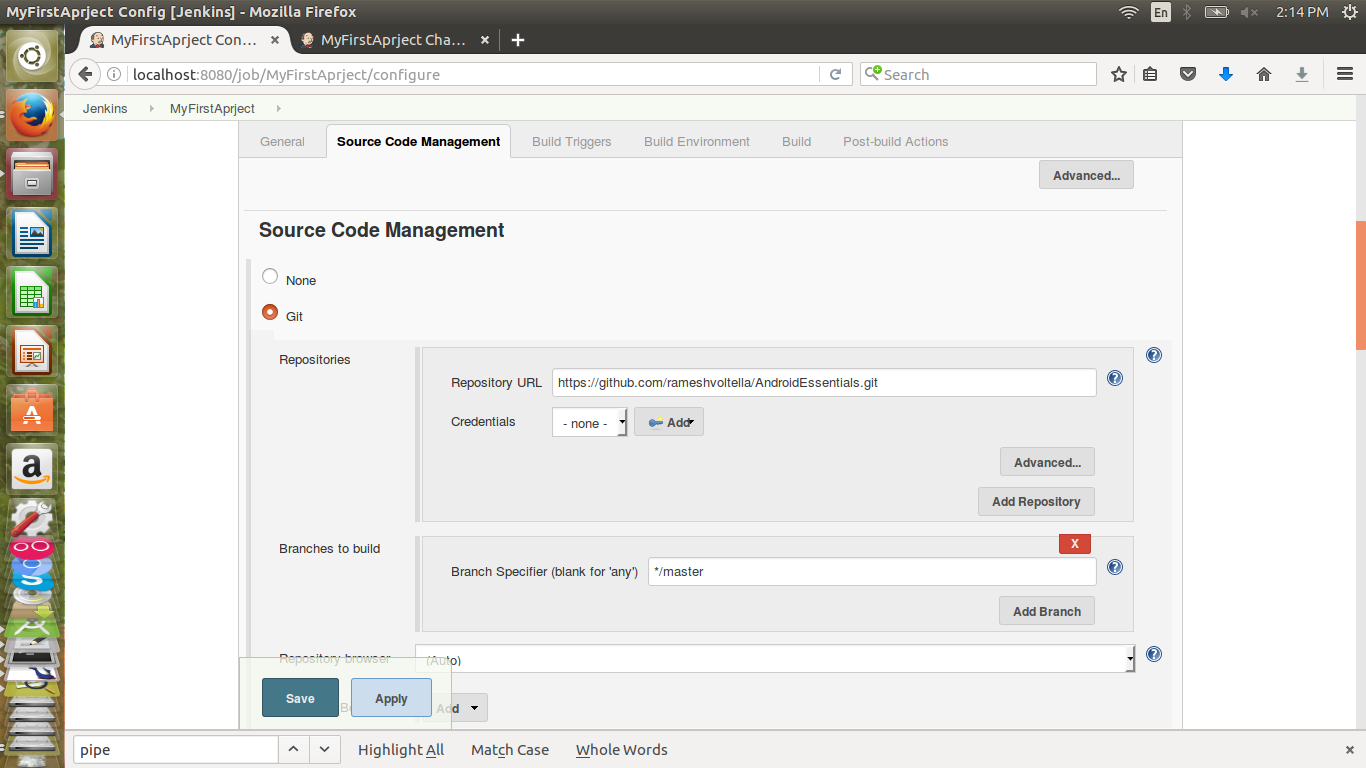 MyFirstAprject Config [Jenkins] - Mozilla Firefox
En
2:14 PM
MyFirstAprject Con...
MyFirstAprject Cha...
localhost:8080/job/MyFirstAprject/configure
Search
Jenkins
MyFirstAprject
General
Source Code Management
Build Triggers
Build Environment
Build
Post-build Actions
Advanced...
Source Code Management
None
Git
Repositories
Repository URL
https://github.com/rameshvoltella/AndroidEssentials.git
Credentials
- none -
Add
Advanced...
Add Repository
Branches to build
X
Branch Specifier (blank for 'any')
*/master
Add Branch
Repository browser
(Auto)
Save
Apply
Add
pipe
Highlight All
Match Case
Whole Words